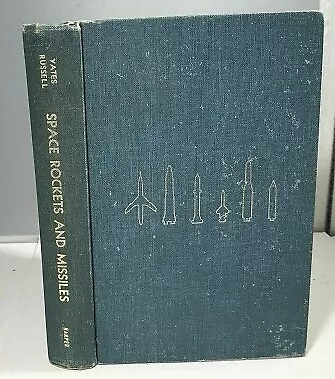 YATES
RUSSELL
SPACE ROCKETS AND MISSILES
HARPER